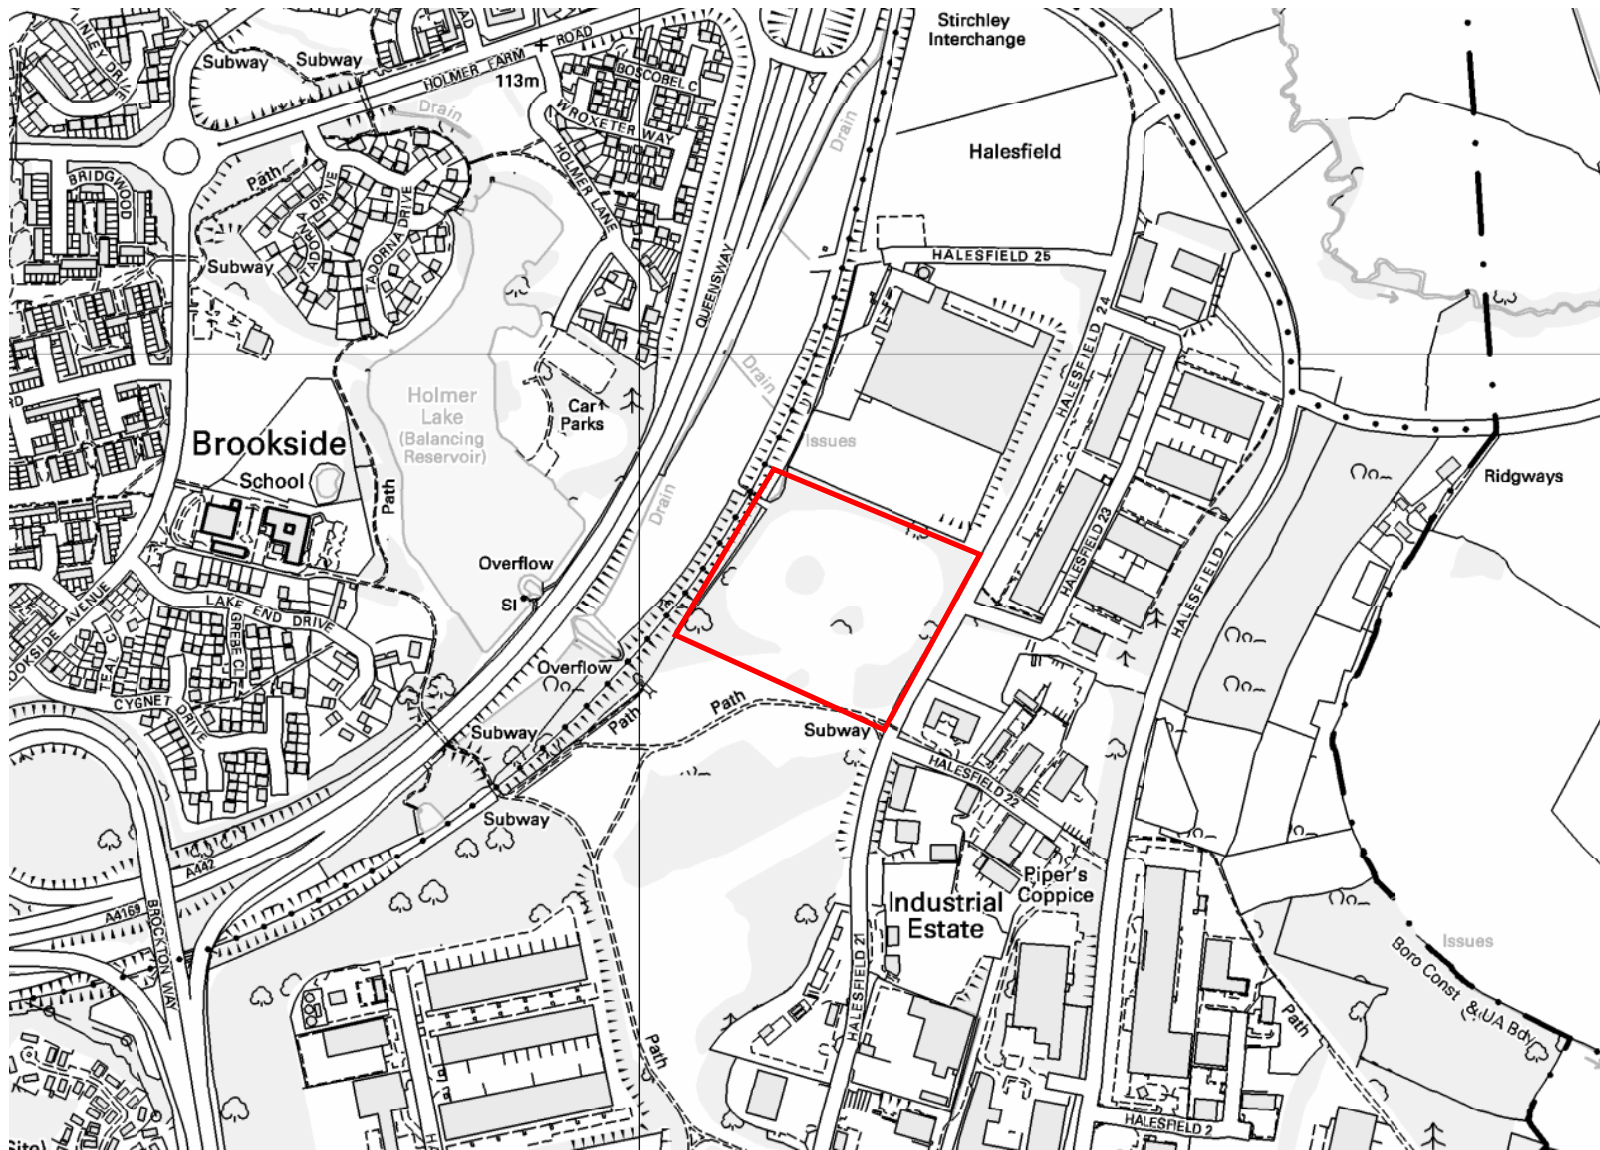 Stirchley
Interchange
Subway
Subway
ROAD
HOLMER FARM
113m
BOSCOBEL C
Drain
WROXETER WAY
Drain
Halesfield
HOLMER LANE
Path
BRIDGWOOD
TADORNA DRIVE
TADORNA DRIVE
Subway
QUEENSWAY
HALESFIELD 25
HALESFIELD 24
Drain
Holmer
Lake
(Balancing
Reservoir)
Car
Parks
Issues
Brookside
School
Path
Drain
Ridgways
HALESFIELD 23
HALESFIELD 1
Overflow
SI
LAKE END DRIVE
GREBE CL
TEAL CL
CYGNET DRIVE
Overflow
Path
Path
Subway
Subway
HALESFIELD 22
Subway
A442
Piper's
Coppice
Industrial
Estate
A4169
BROCKTON WAY
HALESFIELD 21
Issues
Boro Const & UA Bdy
Path
Path
HALESFIELD 2